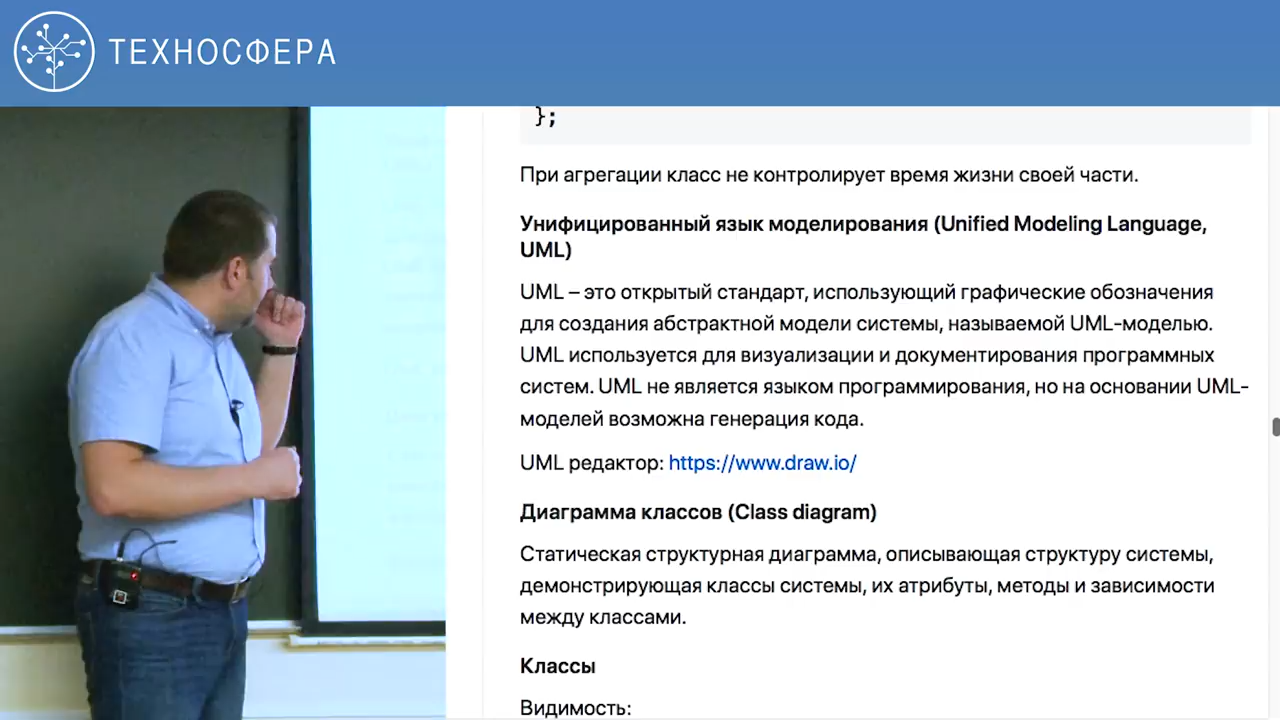 ТЕХНОСФЕРА
};
При агрегации класс не контролирует время жизни своей части.
Унифицированный язык моделирования (Unified Modeling Language,
UML)
UML – это открытый стандарт, использующий графические обозначения
для создания абстрактной модели системы, называемой UML-моделью.
UML используется для визуализации и документирования программных
систем. UML не является языком программирования, но на основании UML-
моделей возможна генерация кода.
UML редактор: https://www.draw.io/
Диаграмма классов (Class diagram)
Статическая структурная диаграмма, описывающая структуру системы,
демонстрирующая классы системы, их атрибуты, методы и зависимости
между классами.
Классы
Видимость: